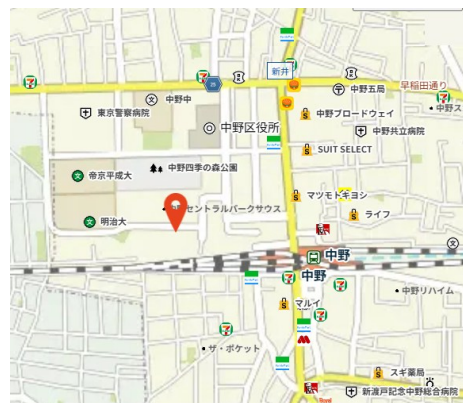 新井
早稲田通り
中野五局
中野ス
中野中
東京警察病院
中野ブロードウェイ
中野区役所
中野共立病院
SUIT SELECT
中野四季の森公園
帝京平成大
マツモトキヨシ
セントラルパークサウス
ライフ
明治大
中野
中野
中野リハイム
マルイ
ザ・ポケット
スギ薬局
新渡戸記念中野総合病院